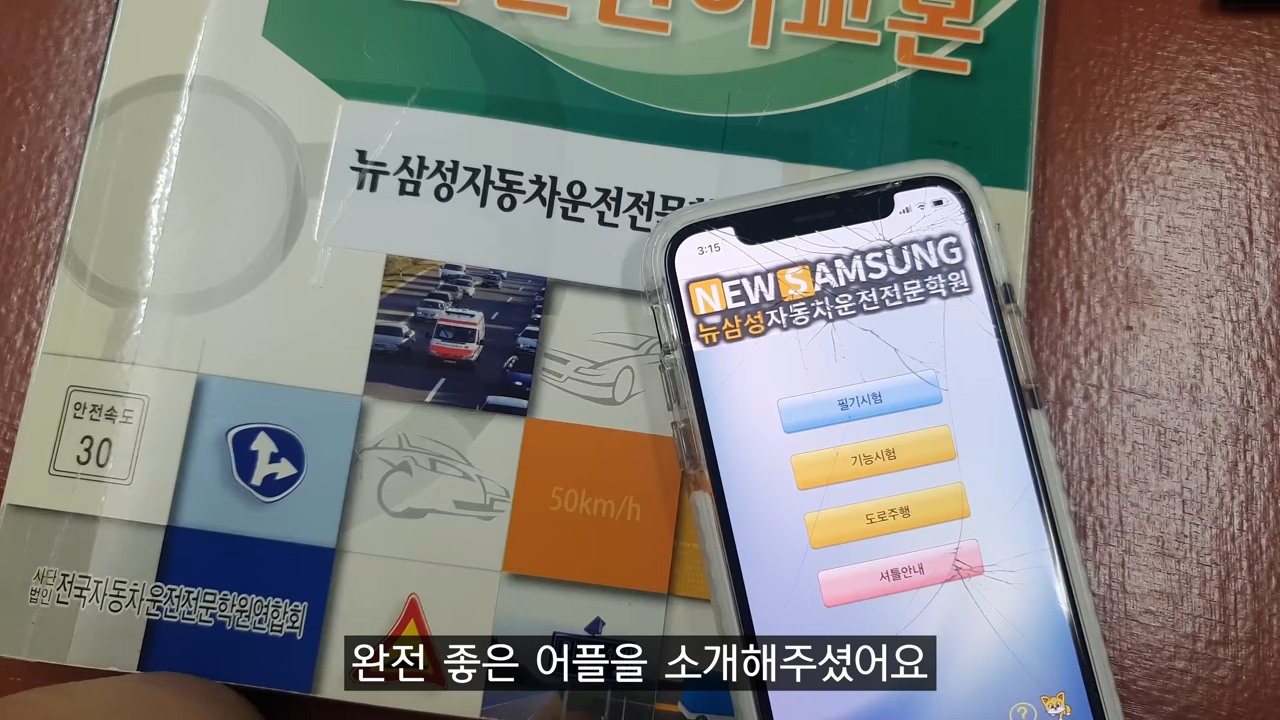 뉴삼성자동차운전전문
3:15
NEW SAMSUNG
뉴삼성자동차운전전문학원
필기시험
기능시험
도로주행
셔틀안내
안전속도
30
50km/h
사단
법인 전국자동차운전전문학원연합회
?
완전 좋은 어플을 소개해주셨어요